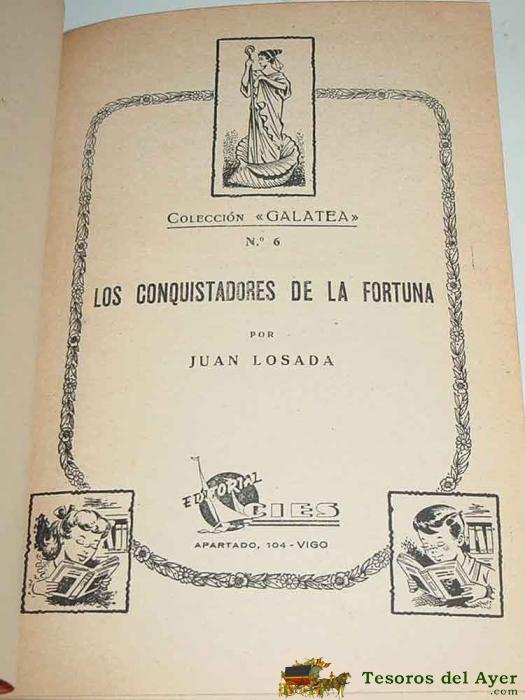 COLECCIÓN «GALATEA»
N.º 6
LOS CONQUISTADORES DE LA FORTUNA
POR
JUAN LOSADA
EDITORIAL
CIES
APARTADO, 104 - VIGO
Tesoros del Ayer
.com